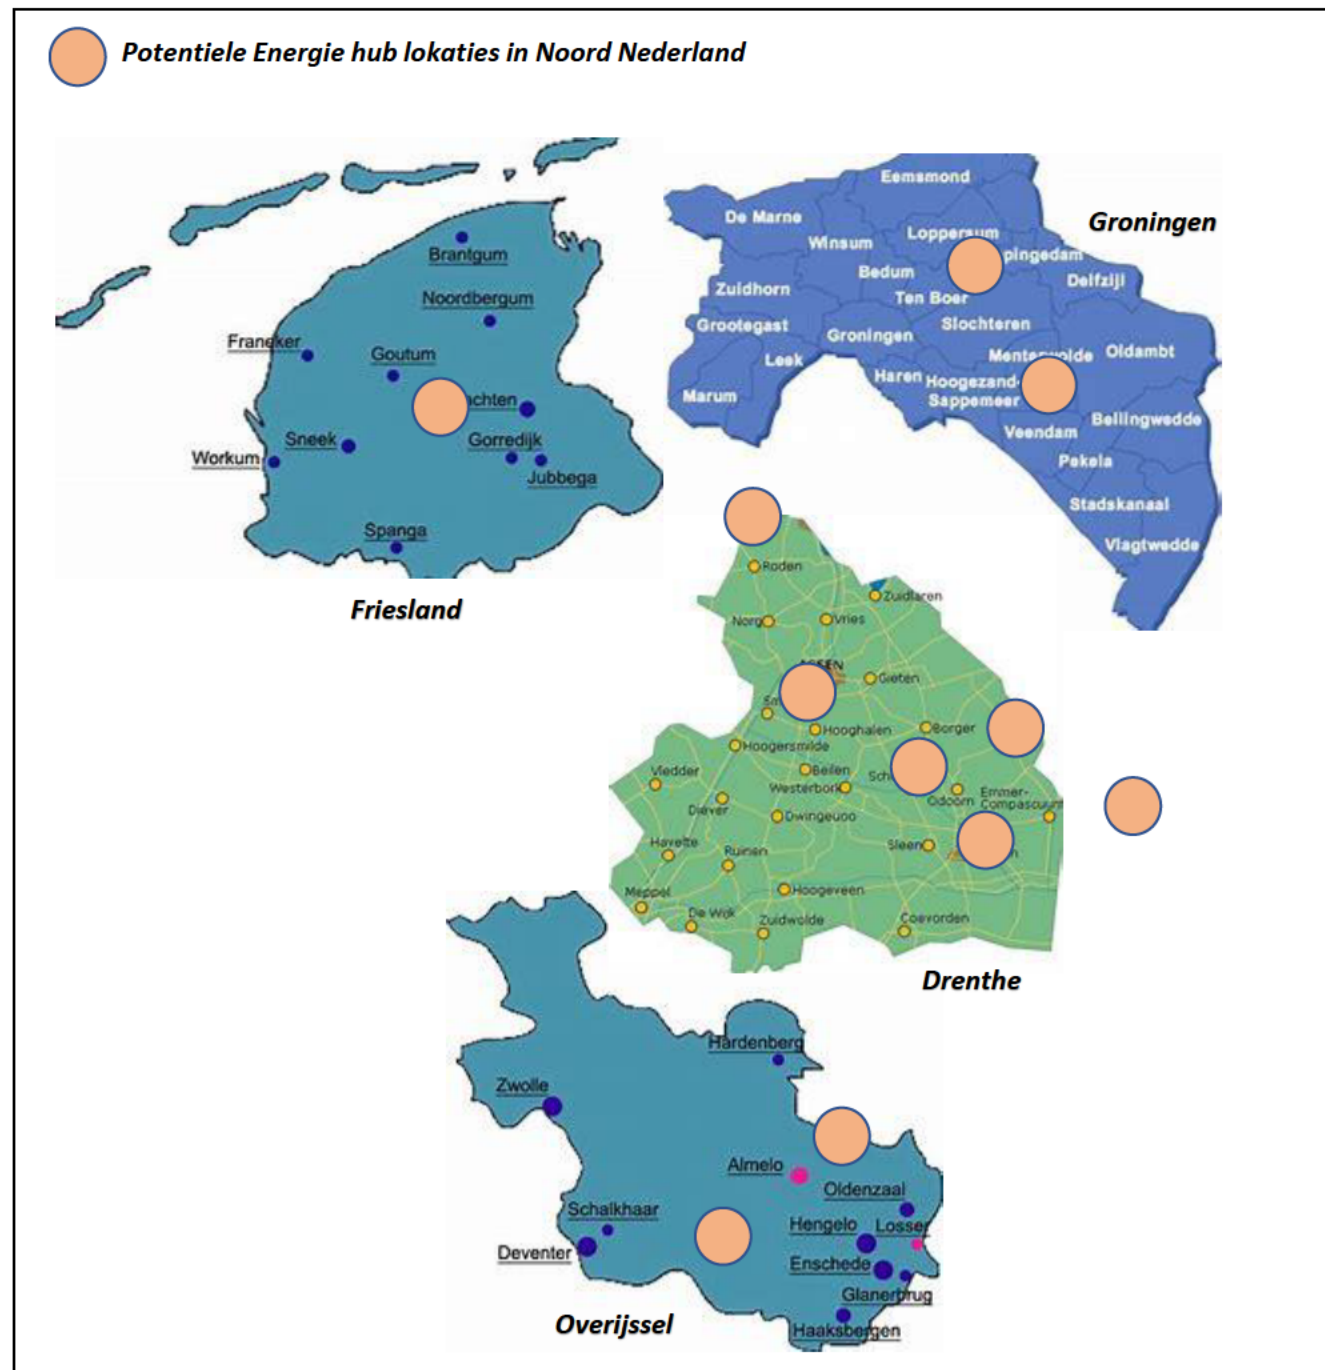 Potentiele Energie hub lokaties in Noord Nederland
Brantgum
Noordbergum
Franeker
Goutum
achten
Sneek
Gorredijk
Workum
Jubbega
Spanga
Friesland
Eemsmond
Groningen
De Marne
Winsum
Loppersum
pingedam
Bedum
Delfzijl
Zuidhorn
Ten Boer
Grootegast
Groningen
Slochteren
Leek
Menterwolde
Oldambt
Haren
Hoogezand-
Sappemeer
Marum
Bellingwedde
Veendam
Pekela
Stadskanaal
Vlagtwedde
Roden
Zuidlaren
Norg
Vries
Gieten
Hooghalen
Borger
Hoogersmilde
Vledder
Beilen
Westerbork
Odoorn
Emmer-
Compascuum
Diever
Dwingeloo
Havelte
Ruinen
Sleen
Meppel
Hoogeveen
De Wijk
Zuidwolde
Coevorden
Drenthe
Hardenberg
Zwolle
Almelo
Oldenzaal
Schalkhaar
Hengelo
Losser
Deventer
Enschede
Glanerbrug
Haaksbergen
Overijssel